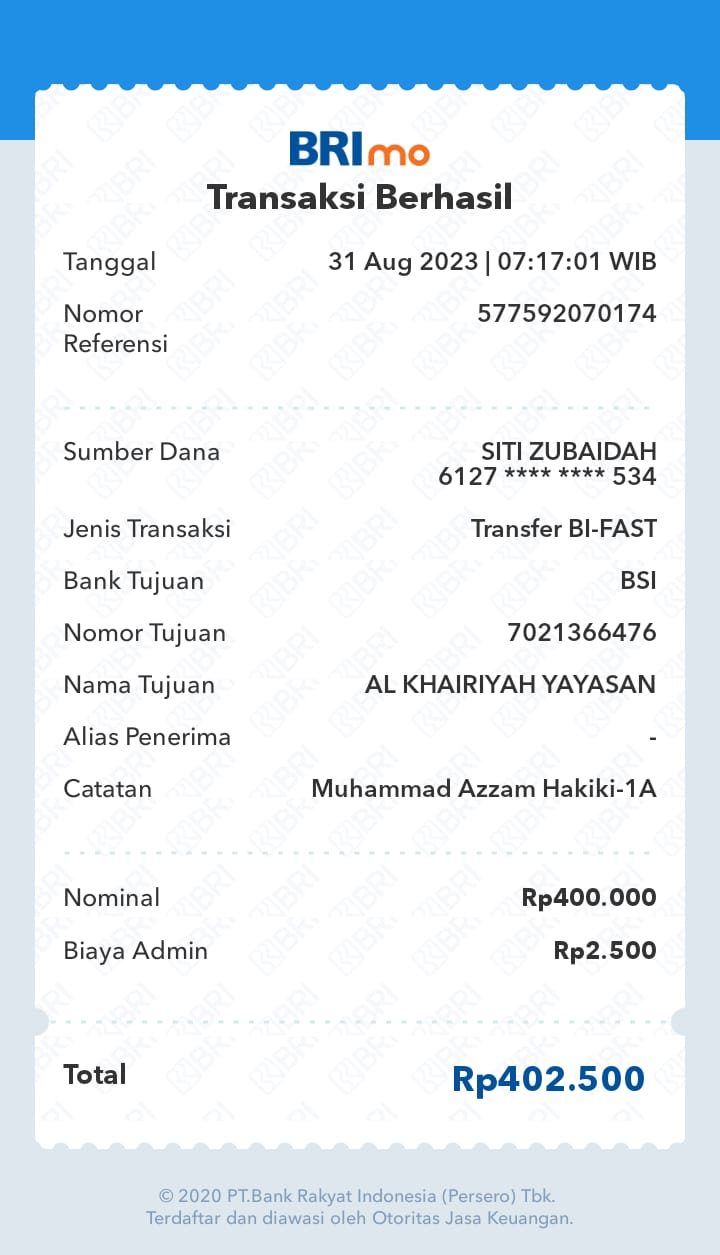 BRImo
Transaksi Berhasil
Tanggal 31 Aug 2023 | 07:17:01 WIB
Nomor Referensi 577592070174
Sumber Dana SITI ZUBAIDAH
6127 **** **** 534
Jenis Transaksi Transfer BI-FAST
Bank Tujuan BSI
Nomor Tujuan 7021366476
Nama Tujuan AL KHAIRIYAH YAYASAN
Alias Penerima -
Catatan Muhammad Azzam Hakiki-1A
Nominal Rp400.000
Biaya Admin Rp2.500
Total Rp402.500
© 2020 PT.Bank Rakyat Indonesia (Persero) Tbk.
Terdaftar dan diawasi oleh Otoritas Jasa Keuangan.